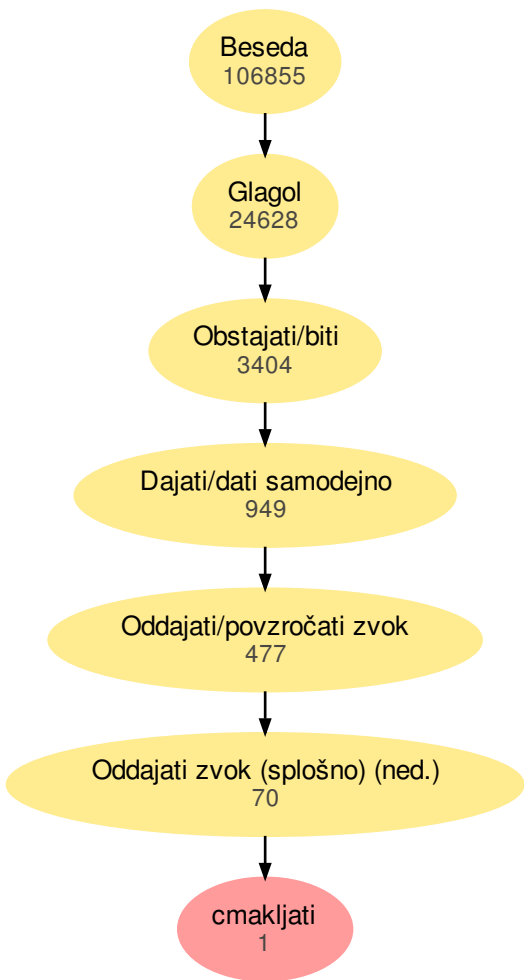 Beseda
106855
Glagol
24628
Obstajati/biti
3404
Dajati/dati samodejno
949
Oddajati/povzročati zvok
477
Oddajati zvok (splošno) (ned.)
70
cmakljati
1